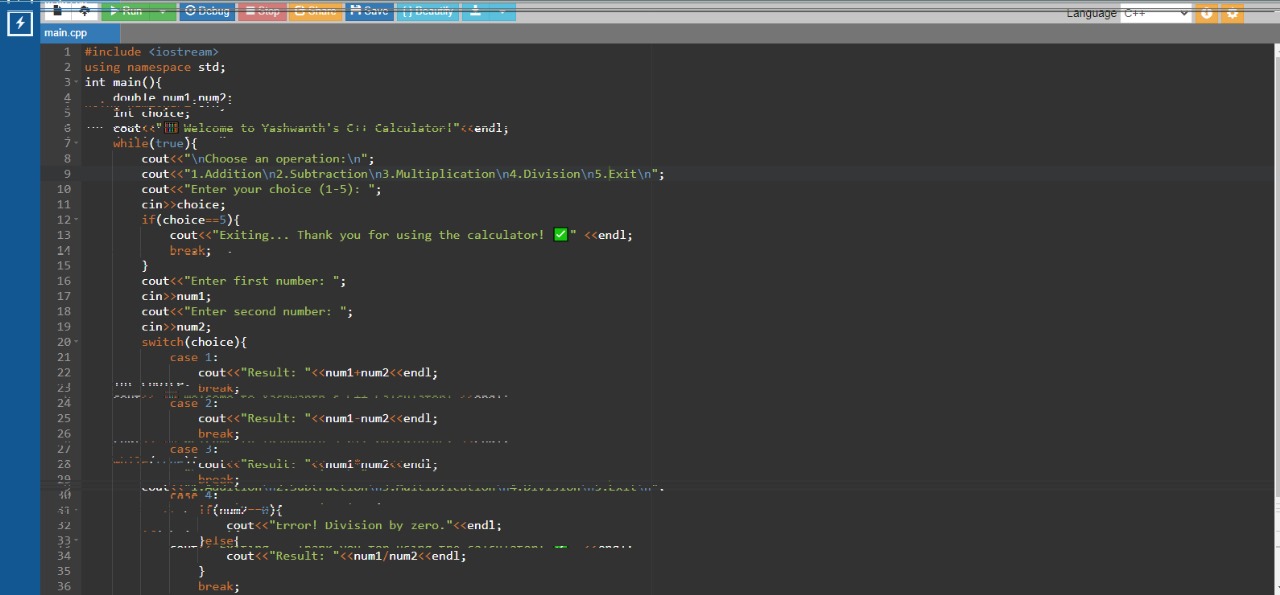 Run Debug Stop Share Save { } Beautify Language C++
main.cpp
1 #include <iostream>
2 using namespace std;
3 int main(){
4 double num1,num2;
5 int choice;
6 cout<<"🧮 Welcome to Yashwanth's C++ Calculator!"<<endl;
7 while(true){
8 cout<<"\nChoose an operation:\n";
9 cout<<"1.Addition\n2.Subtraction\n3.Multiplication\n4.Division\n5.Exit\n";
10 cout<<"Enter your choice (1-5): ";
11 cin>>choice;
12 if(choice==5){
13 cout<<"Exiting... Thank you for using the calculator! ✅" <<endl;
14 break;
15 }
16 cout<<"Enter first number: ";
17 cin>>num1;
18 cout<<"Enter second number: ";
19 cin>>num2;
20 switch(choice){
21 case 1:
22 cout<<"Result: "<<num1+num2<<endl;
23 break;
24 case 2:
25 cout<<"Result: "<<num1-num2<<endl;
26 break;
27 case 3:
28 cout<<"Result: "<<num1*num2<<endl;
29 break;
30 case 4:
31 if(num2==0){
32 cout<<"Error! Division by zero."<<endl;
33 }else{
34 cout<<"Result: "<<num1/num2<<endl;
35 }
36 break;